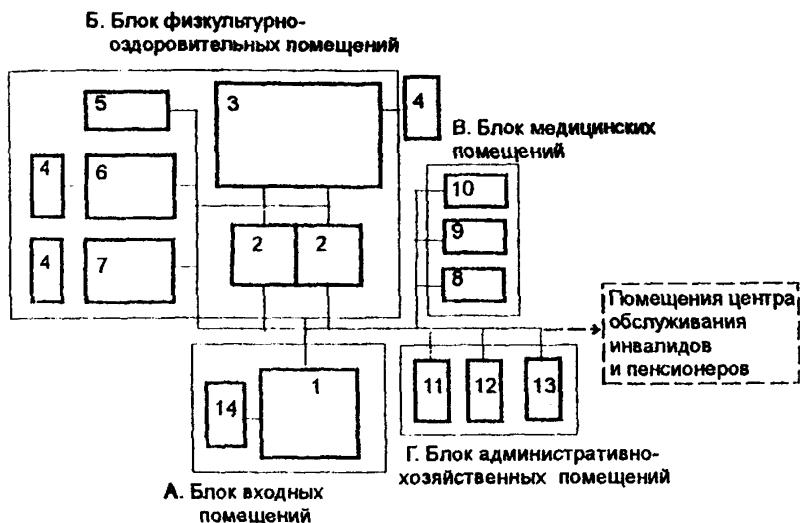 Б. Блок физкультурно-
оздоровительных помещений
5
3
4
4
6
2
2
4
7
В. Блок медицинских
помещений
10
9
8
Помещения центра
обслуживания
инвалидов
и пенсионеров
14
1
11
12
13
А. Блок входных
помещений
Г. Блок административно-
хозяйственных помещений